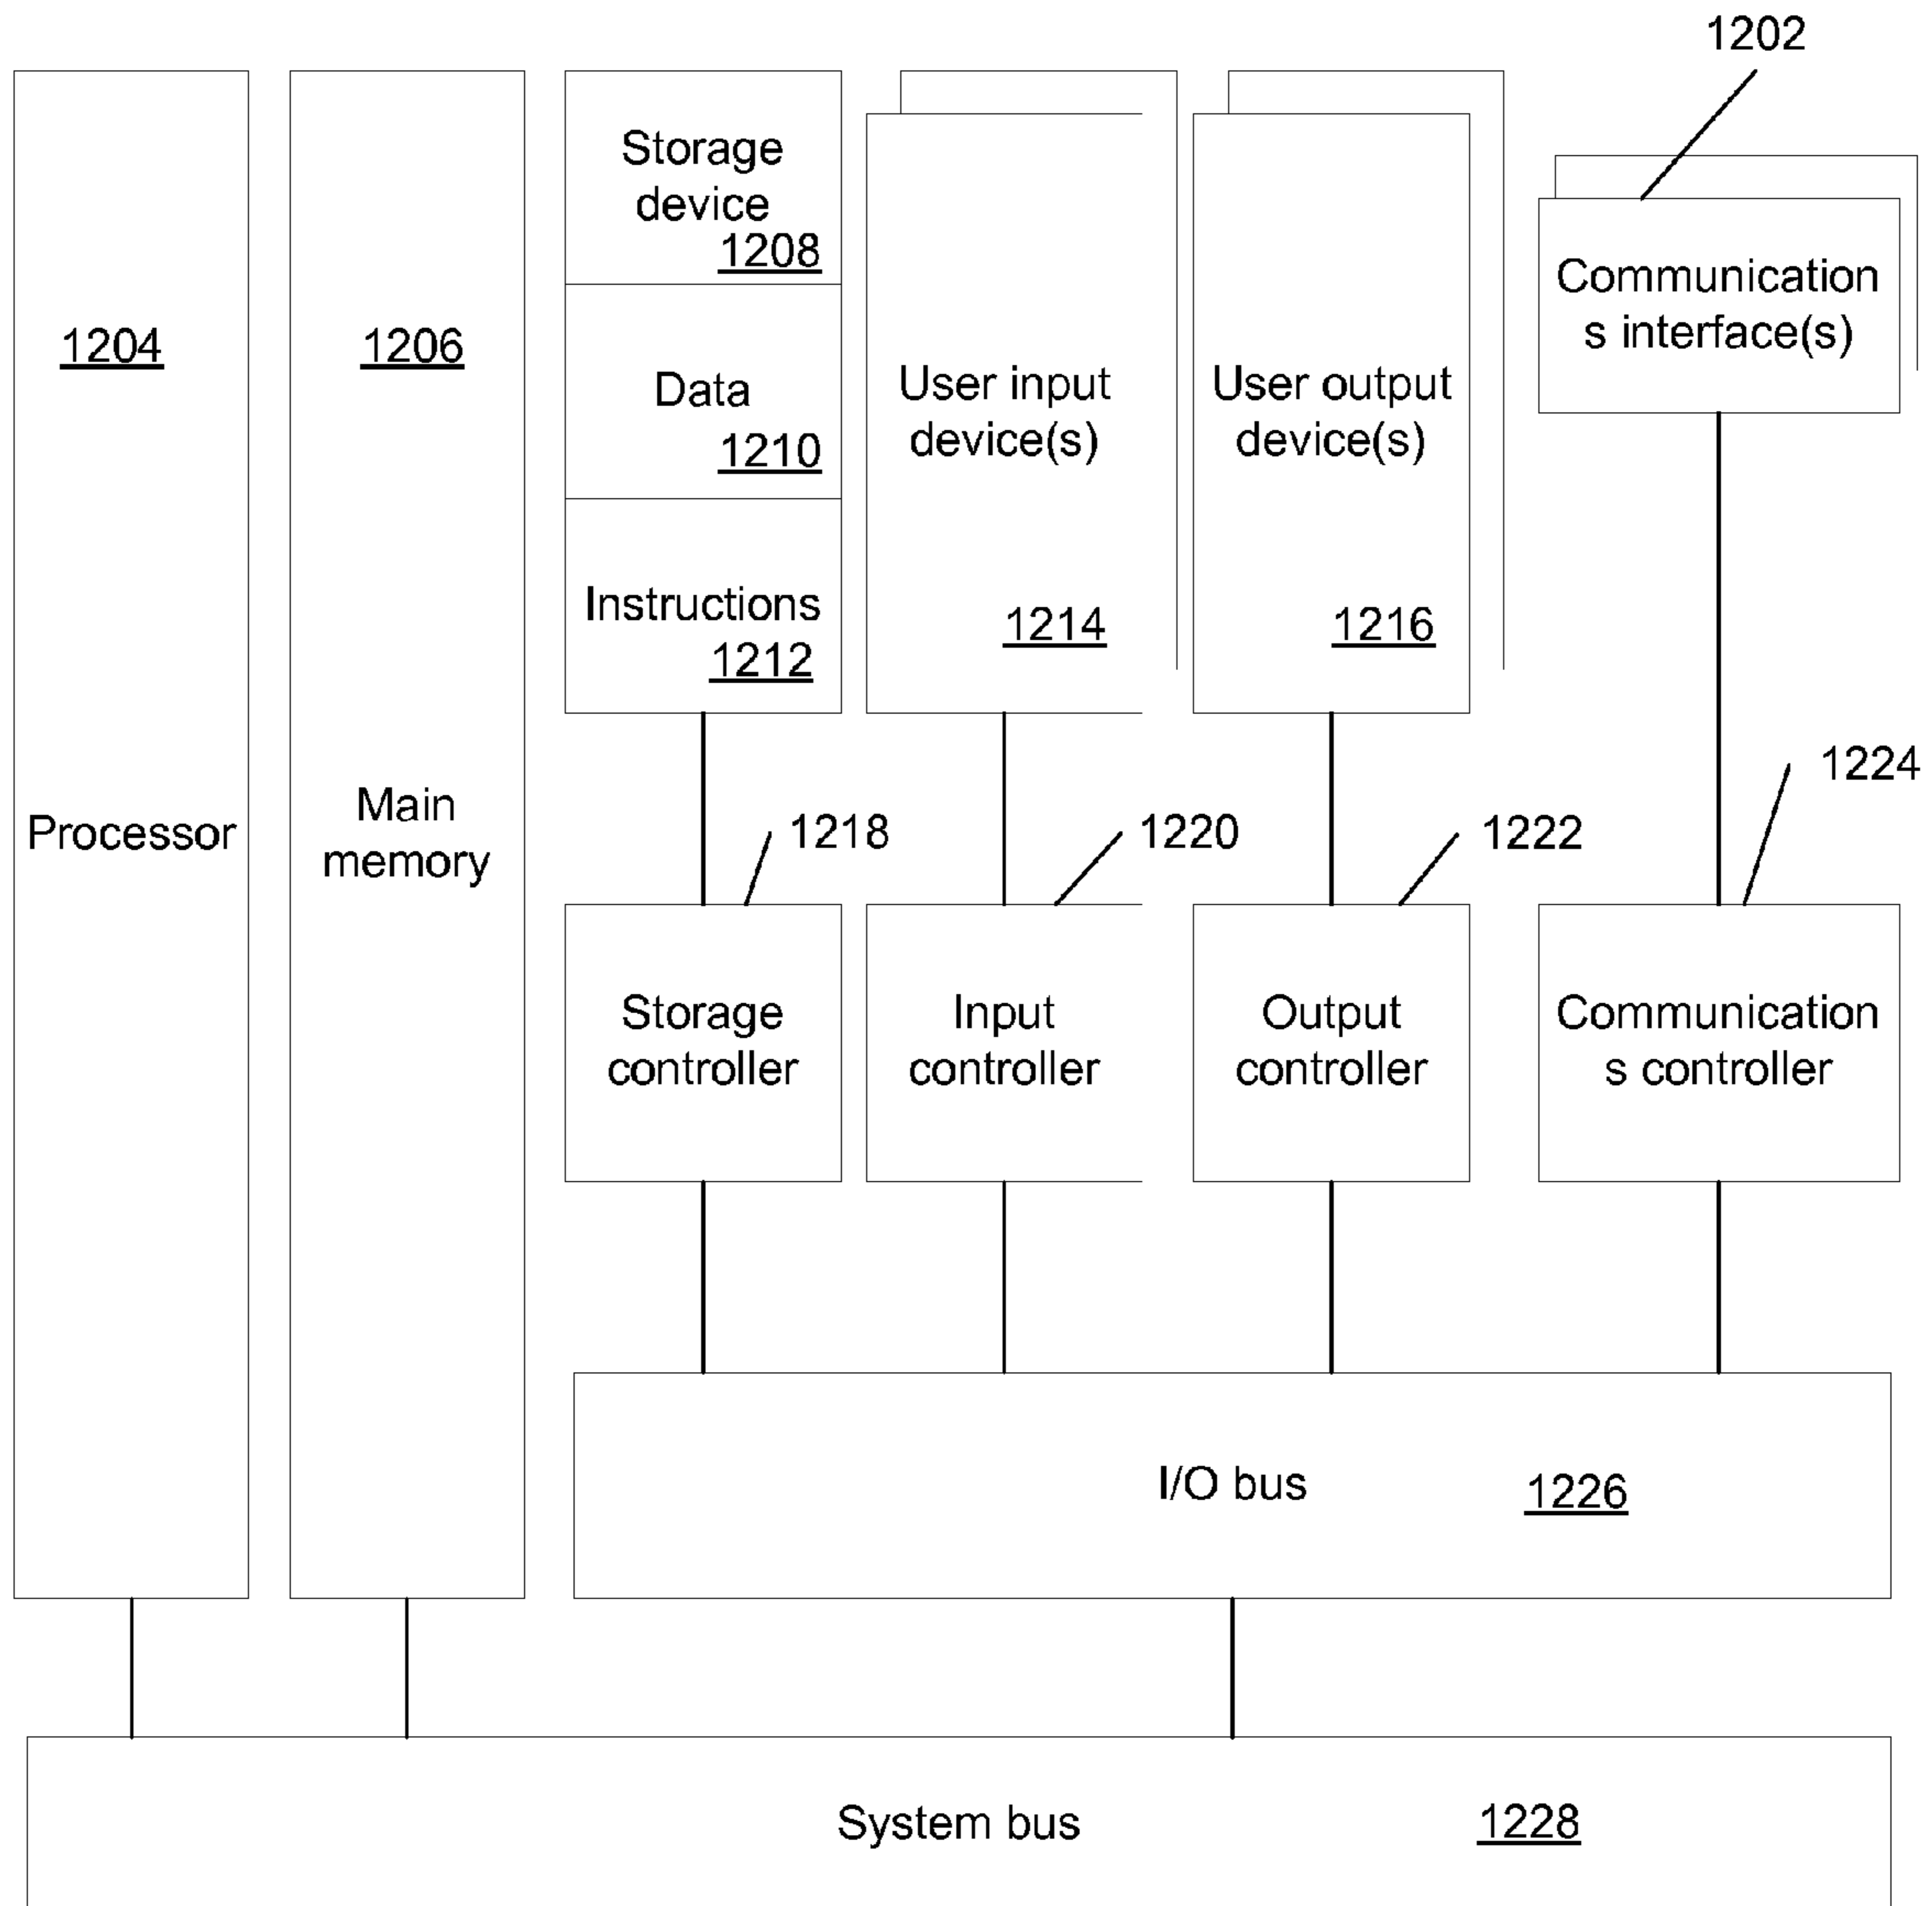 1202
Storage
device
1208
1204
1206
Data
1210
User input
device(s)
User output
device(s)
Communication
s interface(s)
Instructions
1212
1214
1216
Processor
Main
memory
1218
1220
1222
1224
Storage
controller
Input
controller
Output
controller
Communication
s controller
I/O bus
1226
System bus
1228